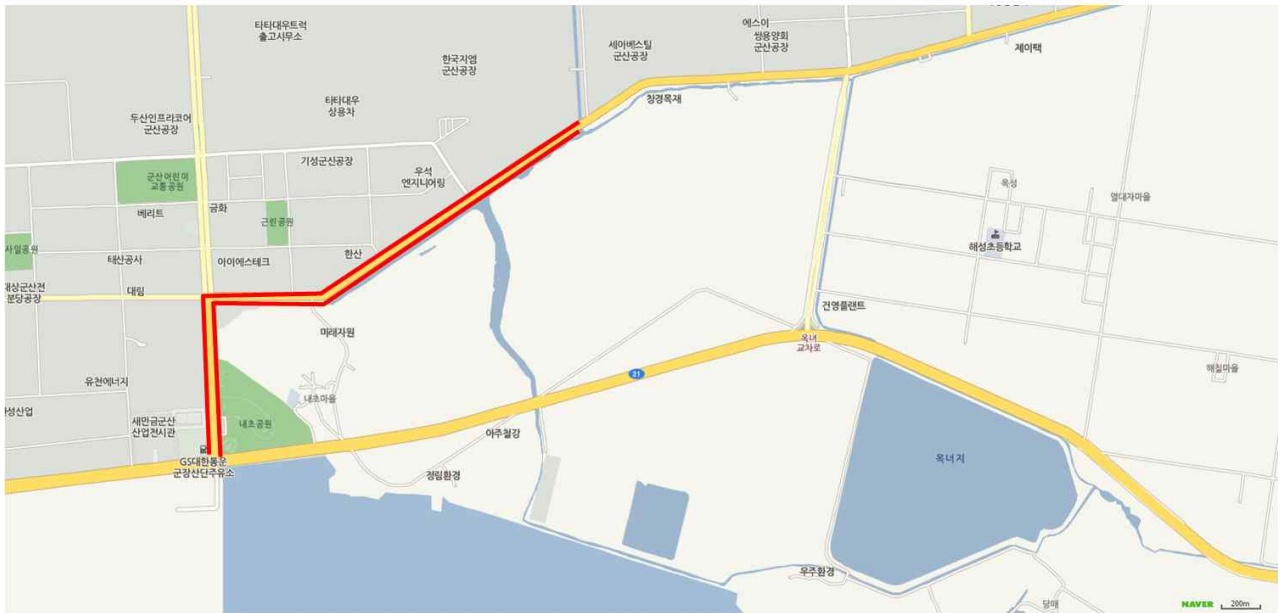 타타대우트럭
출고사무소
에스이
쌍용양회
군산공장
세아베스틸
군산공장
제이팩
한국지엠
군산공장
타타대우
상용차
창경목재
두산인프라코어
군산공장
기성군산공장
우석
엔지니어링
군산어린이
교통공원
베리트
금화
근린공원
옥성
열대자마을
해성초등학교
사일공원
태산공사
아이에스테크
한산
대상군산전
분당공장
대림
미래자원
건영플랜트
옥녀
교차로
21
해칠마을
유천에너지
내초마을
새만금군산
산업전시관
내초공원
아주철강
GS대한통운
군장산단주유소
정림환경
옥녀지
우주환경
당매
NAVER
200m